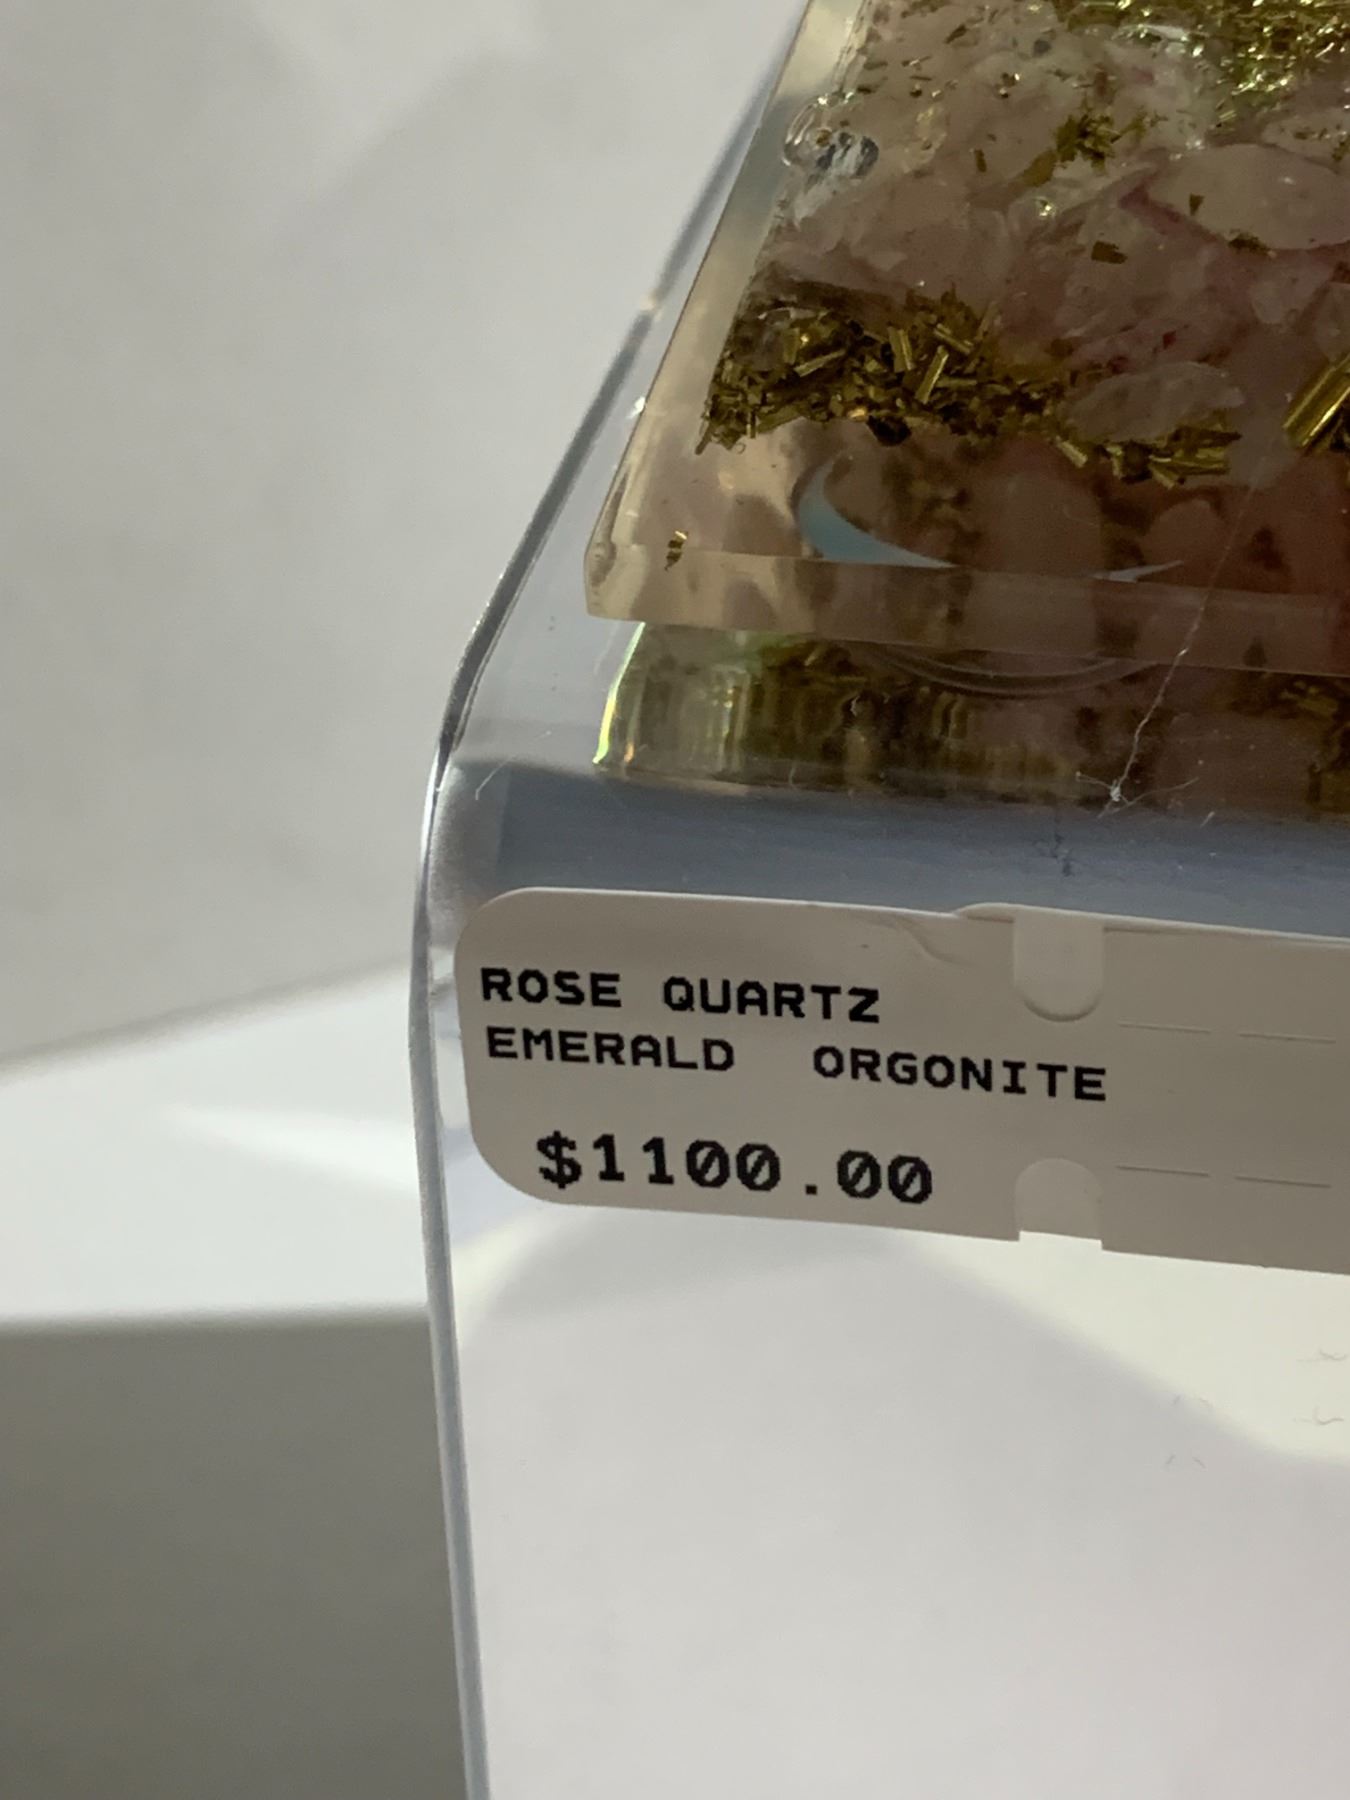 ROSE QUARTZ
EMERALD ORGONITE
$1100.00